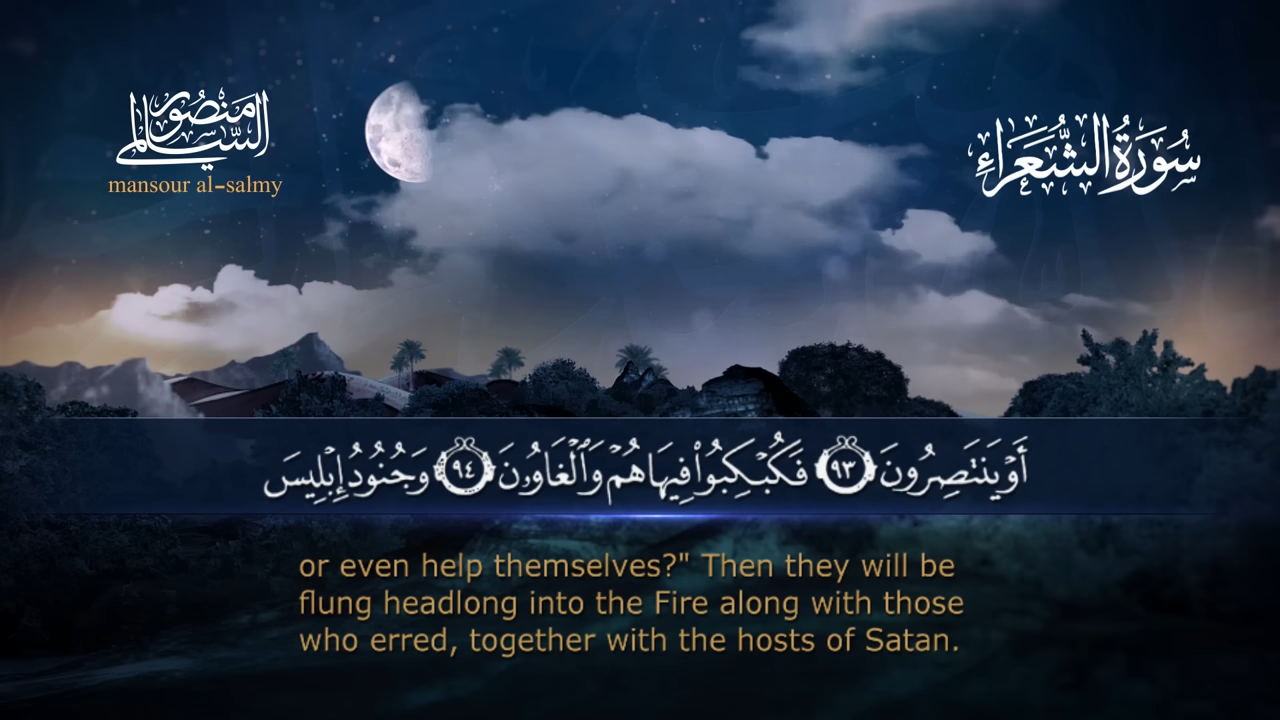 منصور السالمي
mansour al-salmy
سُورَةُ الشُّعَرَاءِ
أَوْ يَنتَصِرُونَ ٩٣ فَكُبْكِبُوا۟ فِيهَا هُمْ وَٱلْغَاوُۥنَ ٩٤ وَجُنُودُ إِبْلِيسَ
or even help themselves?" Then they will be
flung headlong into the Fire along with those
who erred, together with the hosts of Satan.